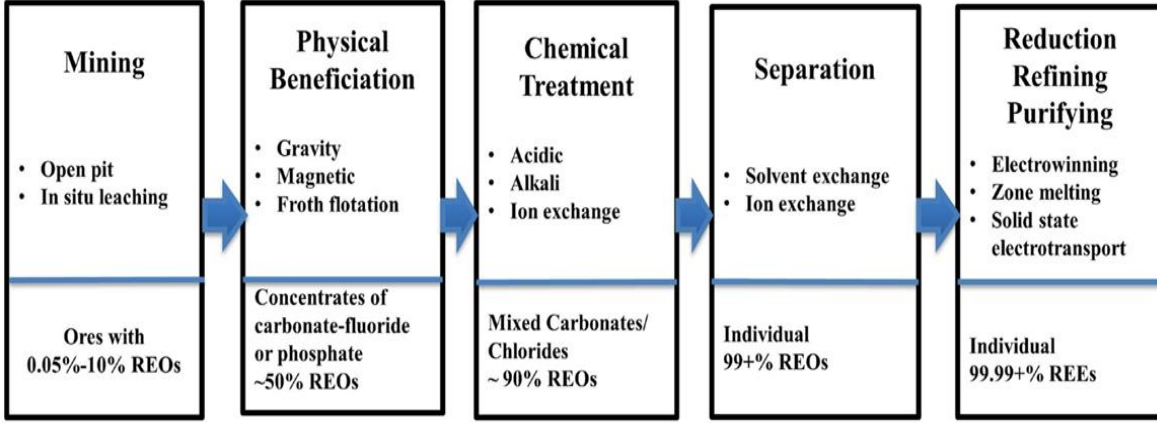 Mining
• Open pit
• In situ leaching
Ores with
0.05%-10% REOs
Physical
Beneficiation
• Gravity
• Magnetic
• Froth flotation
Concentrates of
carbonate-fluoride
or phosphate
~50% REOs
Chemical
Treatment
• Acidic
• Alkali
• Ion exchange
Mixed Carbonates/
Chlorides
~ 90% REOs
Separation
• Solvent exchange
• Ion exchange
Individual
99+% REOs
Reduction
Refining
Purifying
• Electrowinning
• Zone melting
• Solid state
electrotransport
Individual
99.99+% REEs